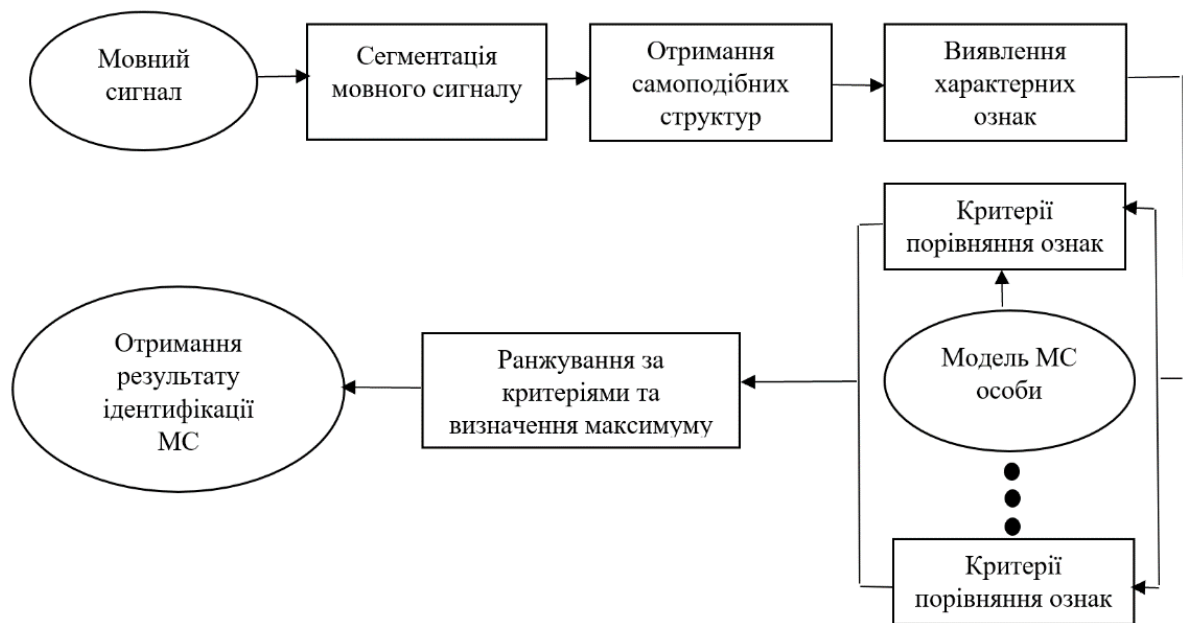 Мовний
сигнал
Сегментація
мовного сигналу
Отримання
самоподібних
структур
Виявлення
характерних
ознак
Критерії
порівняння ознак
Модель МС
особи
Критерії
порівняння ознак
Ранжування за
критеріями та
визначення максимуму
Отримання
результату
ідентифікації
МС